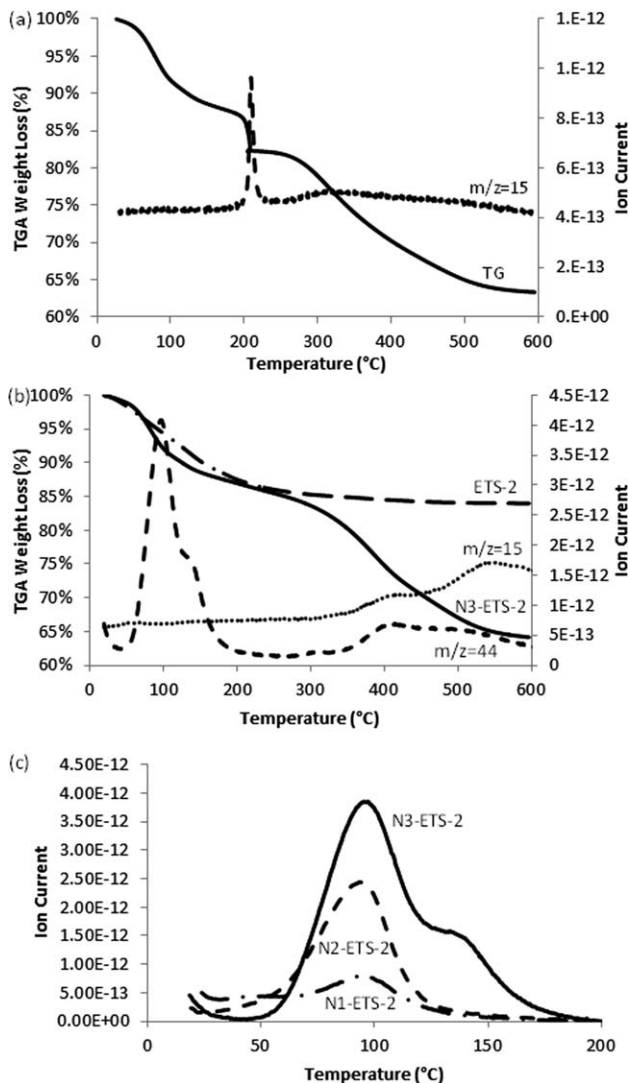 (a)
100%
95%
90%
85%
80%
75%
70%
65%
60%
TGA Weight Loss (%)
1.E-12
1.E-12
8.E-13
6.E-13
4.E-13
2.E-13
0.E+00
Ion Current
m/z=15
TG
0 100 200 300 400 500 600
Temperature (°C)
(b)
100%
95%
90%
85%
80%
75%
70%
65%
60%
TGA Weight Loss (%)
4.5E-12
4E-12
3.5E-12
3E-12
2.5E-12
2E-12
1.5E-12
1E-12
5E-13
0
Ion Current
ETS-2
m/z=15
N3-ETS-2
m/z=44
0 100 200 300 400 500 600
Temperature (°C)
(c)
4.50E-12
4.00E-12
3.50E-12
3.00E-12
2.50E-12
2.00E-12
1.50E-12
1.00E-12
5.00E-13
0.00E+00
Ion Current
N3-ETS-2
N2-ETS-2
N1-ETS-2
0 50 100 150 200
Temperature (°C)